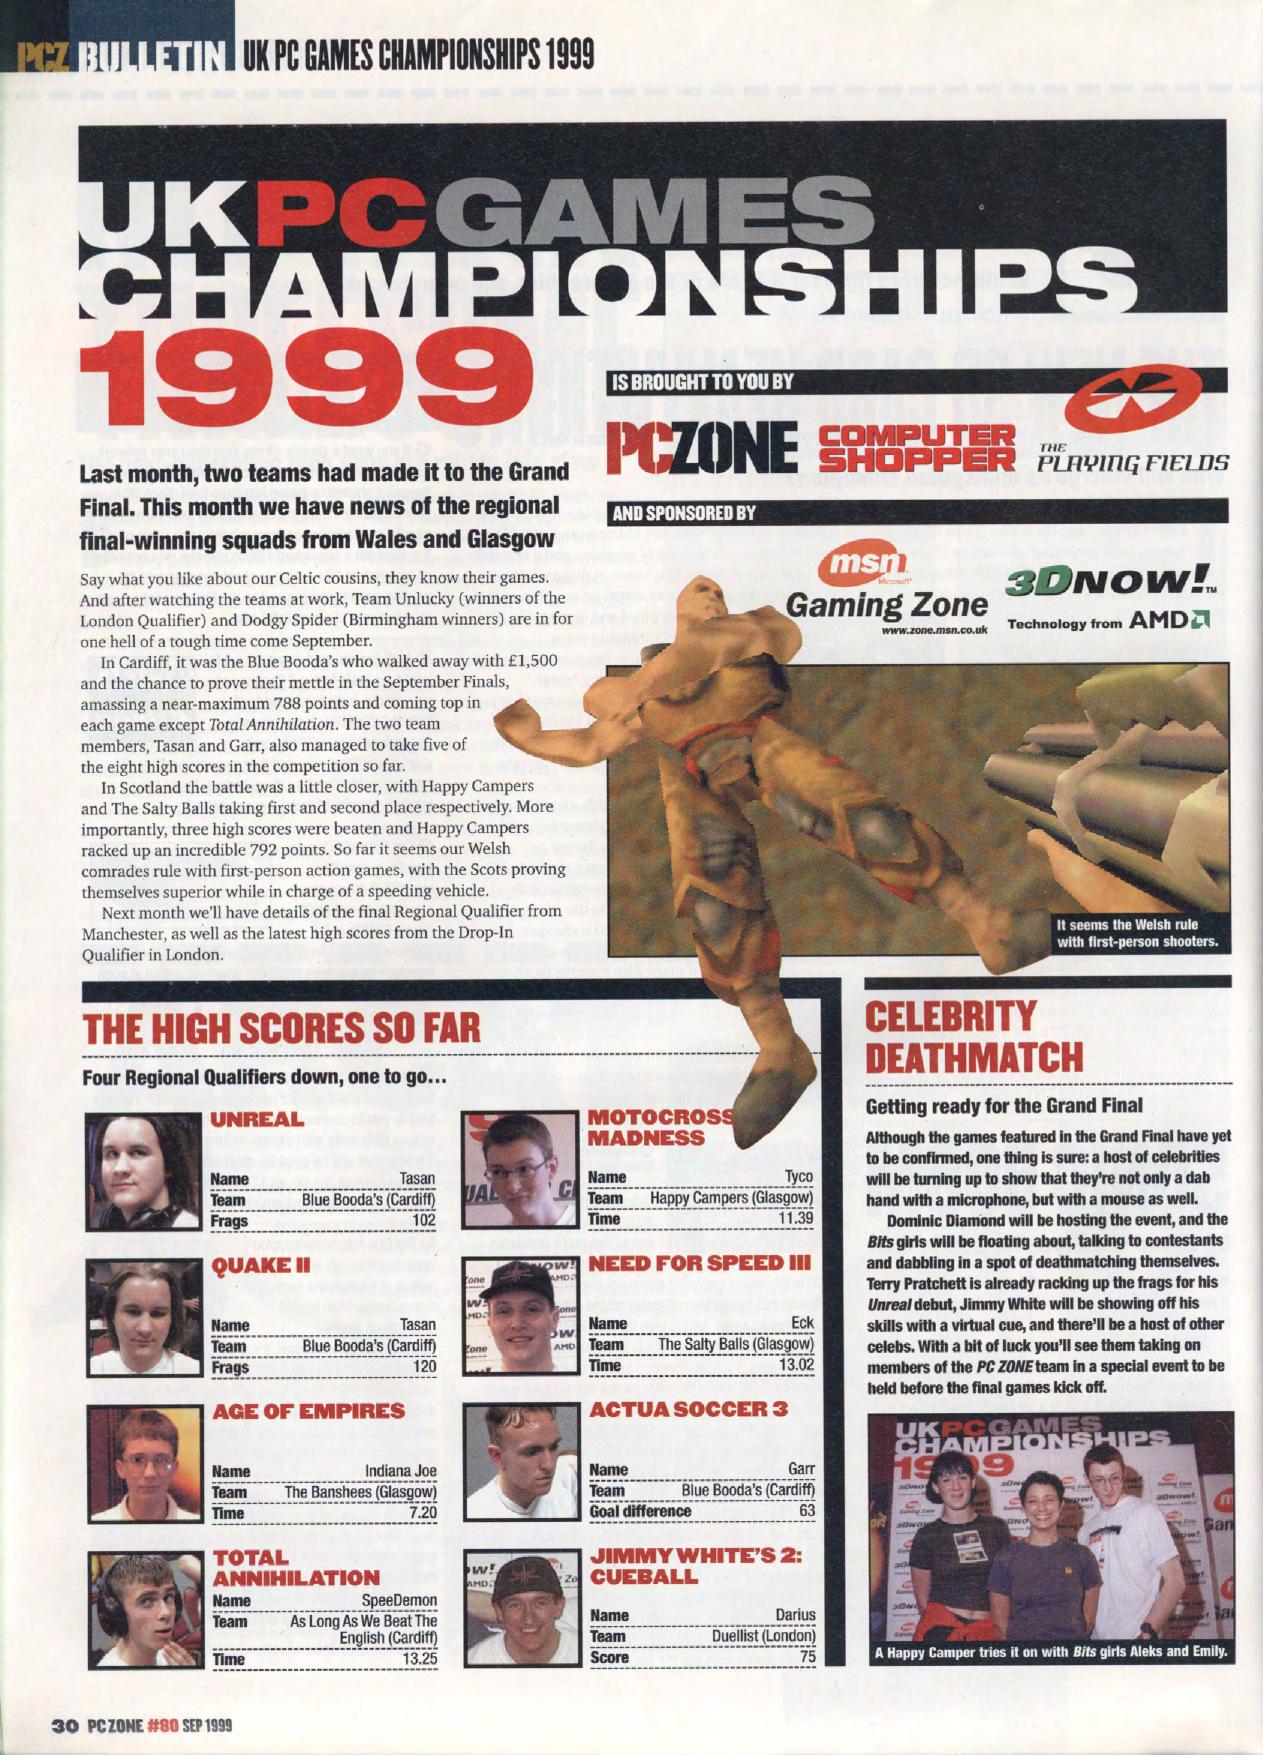 PCZ BULLETIN UK PC GAMES CHAMPIONSHIPS 1999
UK PC GAMES
CHAMPIONSHIPS
1999
IS BROUGHT TO YOU BY
PC ZONE
COMPUTER
SHOPPER
THE
PLAYING FIELDS
AND SPONSORED BY
msn.
Microsoft
Gaming Zone
www.zone.msn.co.uk
3DNOW!™
Technology from AMD
Last month, two teams had made it to the Grand
Final. This month we have news of the regional
final-winning squads from Wales and Glasgow
Say what you like about our Celtic cousins, they know their games.
And after watching the teams at work, Team Unlucky (winners of the
London Qualifier) and Dodgy Spider (Birmingham winners) are in for
one hell of a tough time come September.
In Cardiff, it was the Blue Booda's who walked away with £1,500
and the chance to prove their mettle in the September Finals,
amassing a near-maximum 788 points and coming top in
each game except Total Annihilation. The two team
members, Tasan and Garr, also managed to take five of
the eight high scores in the competition so far.
In Scotland the battle was a little closer, with Happy Campers
and The Salty Balls taking first and second place respectively. More
importantly, three high scores were beaten and Happy Campers
racked up an incredible 792 points. So far it seems our Welsh
comrades rule with first-person action games, with the Scots proving
themselves superior while in charge of a speeding vehicle.
Next month we'll have details of the final Regional Qualifier from
Manchester, as well as the latest high scores from the Drop-In
Qualifier in London.
It seems the Welsh rule
with first-person shooters.
THE HIGH SCORES SO FAR
Four Regional Qualifiers down, one to go...
UNREAL
Name Tasan
Team Blue Booda's (Cardiff)
Frags 102
QUAKE II
Name Tasan
Team Blue Booda's (Cardiff)
Frags 120
AGE OF EMPIRES
Name Indiana Joe
Team The Banshees (Glasgow)
Time 7.20
TOTAL
ANNIHILATION
Name SpeeDemon
Team As Long As We Beat The
English (Cardiff)
Time 13.25
MOTOCROSS
MADNESS
Name Tyco
Team Happy Campers (Glasgow)
Time 11.39
NEED FOR SPEED III
Name Eck
Team The Salty Balls (Glasgow)
Time 13.02
ACTUA SOCCER 3
Name Garr
Team Blue Booda's (Cardiff)
Goal difference 63
JIMMY WHITE'S 2:
CUEBALL
Name Darius
Team Duellist (London)
Score 75
CELEBRITY
DEATHMATCH
Getting ready for the Grand Final
Although the games featured in the Grand Final have yet
to be confirmed, one thing is sure: a host of celebrities
will be turning up to show that they're not only a dab
hand with a microphone, but with a mouse as well.
Dominic Diamond will be hosting the event, and the
Bits girls will be floating about, talking to contestants
and dabbling in a spot of deathmatching themselves.
Terry Pratchett is already racking up the frags for his
Unreal debut, Jimmy White will be showing off his
skills with a virtual cue, and there'll be a host of other
celebs. With a bit of luck you'll see them taking on
members of the PC ZONE team in a special event to be
held before the final games kick off.
UK PC GAMES
CHAMPIONSHIPS
1999
A Happy Camper tries it on with Bits girls Aleks and Emily.
30 PC ZONE #80 SEP 1999